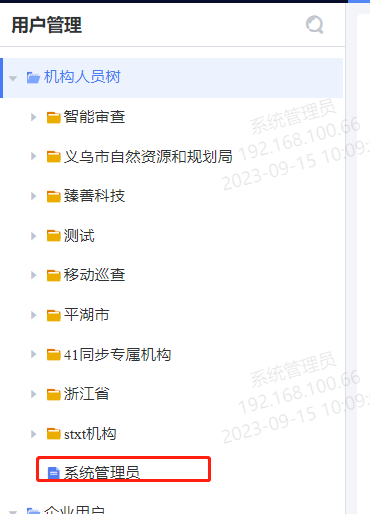 用户管理
机构人员树
智能审查
系统管理员
192.168.100.66
2023-09-15 10:09:
义乌市自然资源和规划局
臻善科技
测试
移动巡查
平湖市
41同步专属机构
系统管理员
192.168.100.66
2023-09-15 10:09:
浙江省
stxt机构
系统管理员
企业用户